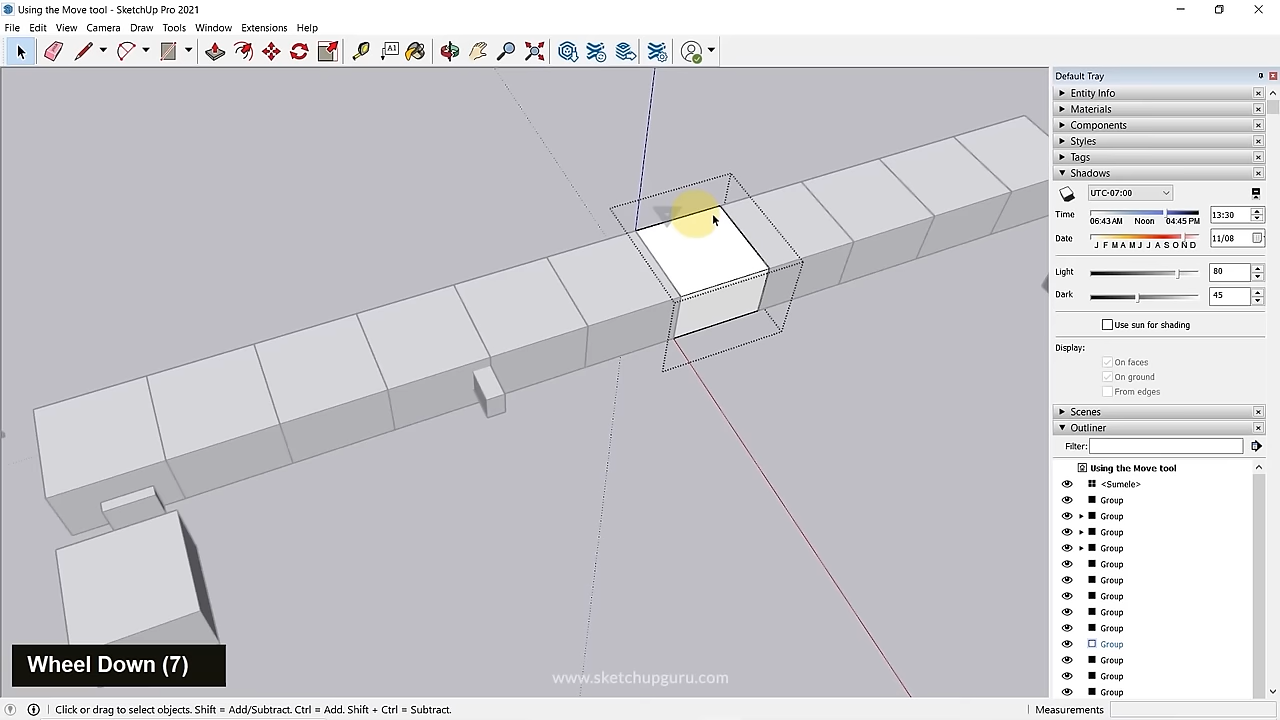 Using the Move tool - SketchUp Pro 2021
File Edit View Camera Draw Tools Window Extensions Help
Default Tray
Entity Info
Materials
Components
Styles
Tags
Shadows
UTC-07:00
Time 13:30
06:43 AM Noon 04:45 PM
Date 11/08
J F M A M J J A S O N D
Light 80
Dark 45
Use sun for shading
Display:
On faces
On ground
From edges
Scenes
Outliner
Filter:
Using the Move tool
<Sumele>
Group
Group
Group
Group
Group
Group
Group
Group
Group
Group
Group
Group
Group
Wheel Down (7)
www.sketchupguru.com
Click or drag to select objects. Shift = Add/Subtract. Ctrl = Add. Shift + Ctrl = Subtract.
Measurements